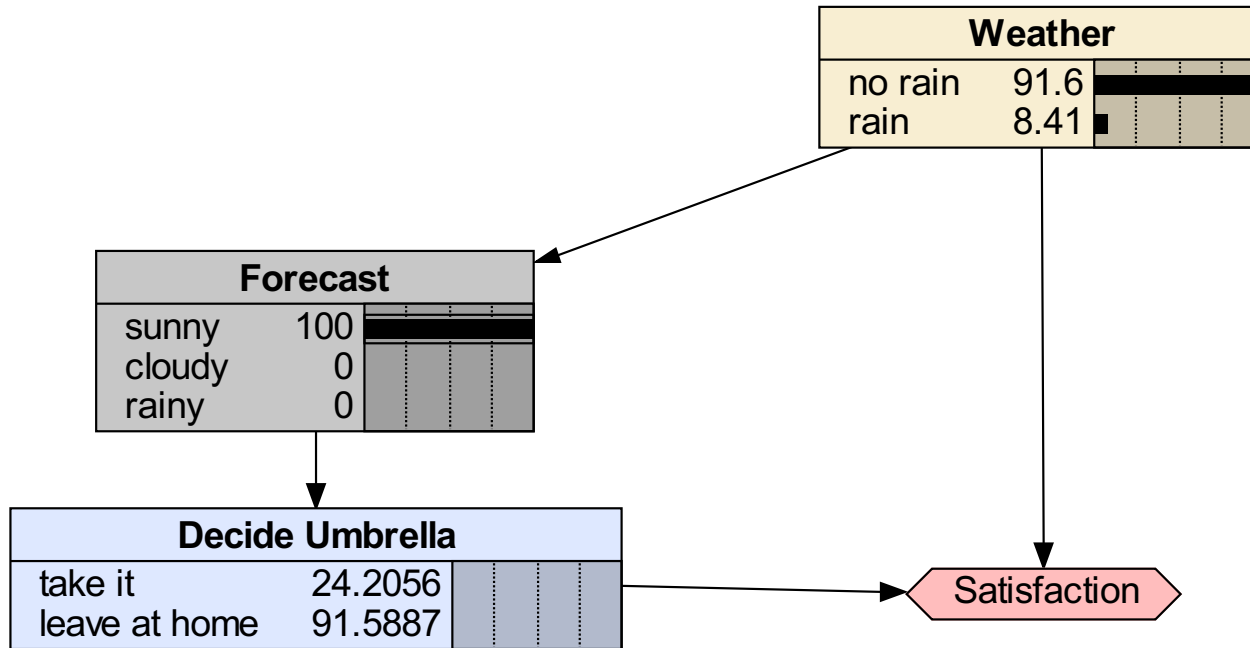 Weather
no rain 91.6
rain 8.41
Forecast
sunny 100
cloudy 0
rainy 0
Decide Umbrella
take it 24.2056
leave at home 91.5887
Satisfaction